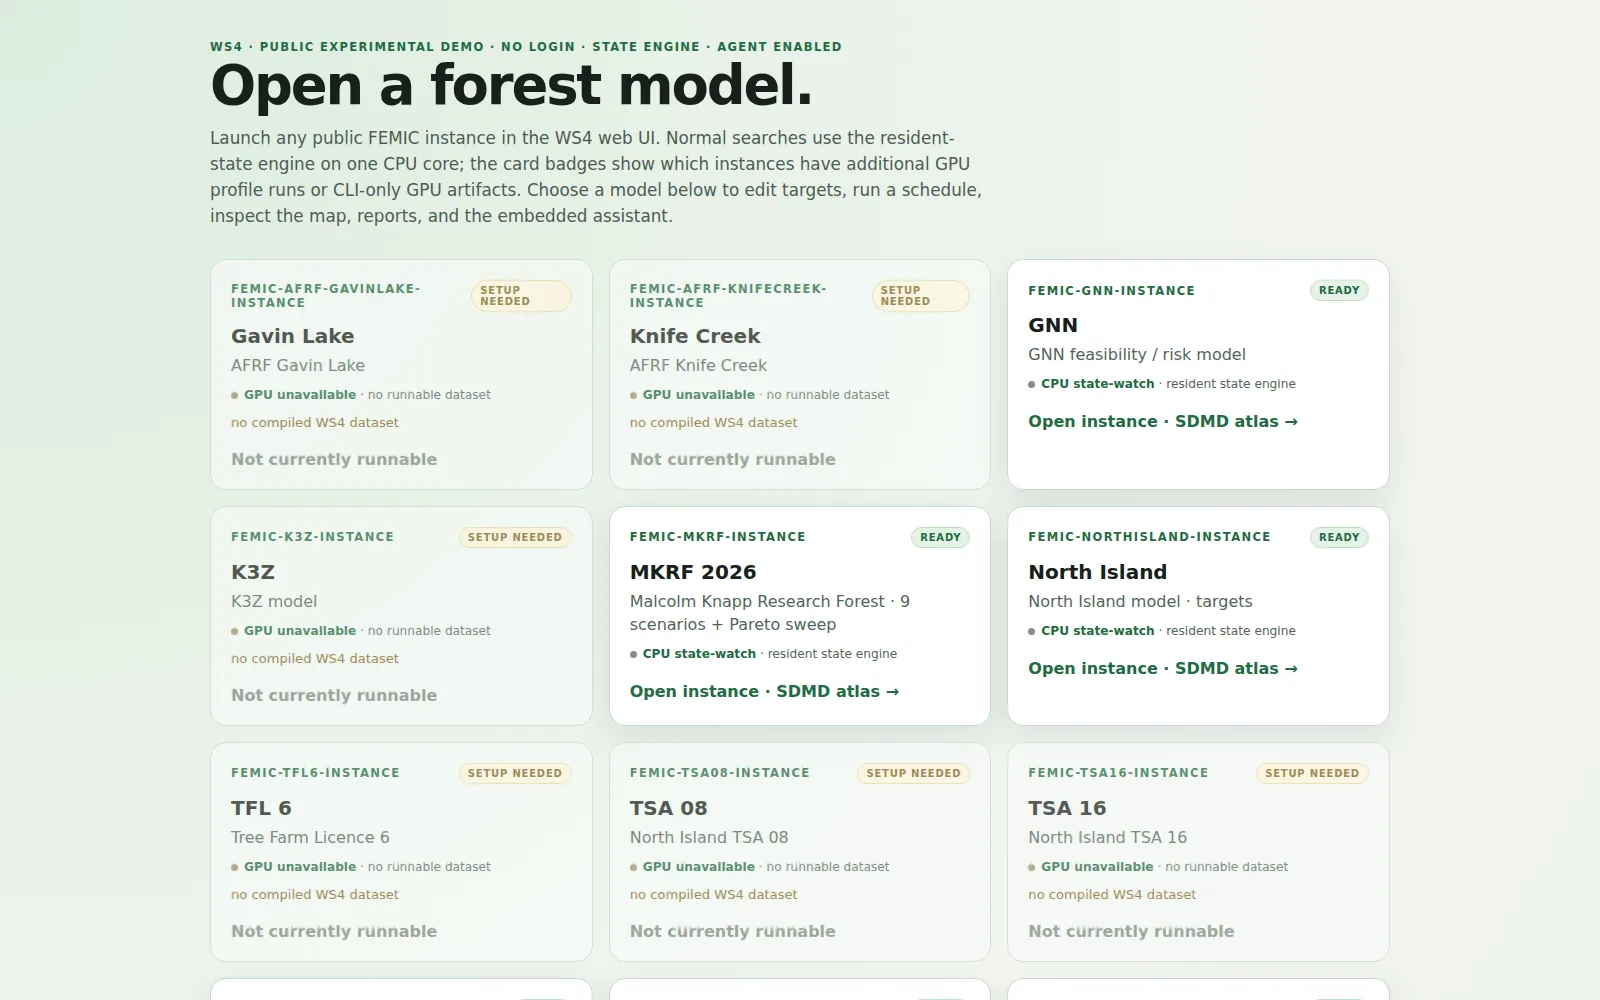 WS4 · PUBLIC EXPERIMENTAL DEMO · NO LOGIN · STATE ENGINE · AGENT ENABLED
Open a forest model.
Launch any public FEMIC instance in the WS4 web UI. Normal searches use the resident-
state engine on one CPU core; the card badges show which instances have additional GPU
profile runs or CLI-only GPU artifacts. Choose a model below to edit targets, run a schedule,
inspect the map, reports, and the embedded assistant.
FEMIC-AFRF-GAVINLAKE-
INSTANCE
SETUP
NEEDED
Gavin Lake
AFRF Gavin Lake
GPU unavailable · no runnable dataset
no compiled WS4 dataset
Not currently runnable
FEMIC-AFRF-KNIFECREEK-
INSTANCE
SETUP
NEEDED
Knife Creek
AFRF Knife Creek
GPU unavailable · no runnable dataset
no compiled WS4 dataset
Not currently runnable
FEMIC-GNN-INSTANCE
READY
GNN
GNN feasibility / risk model
CPU state-watch · resident state engine
Open instance · SDMD atlas →
FEMIC-K3Z-INSTANCE
SETUP NEEDED
K3Z
K3Z model
GPU unavailable · no runnable dataset
no compiled WS4 dataset
Not currently runnable
FEMIC-MKRF-INSTANCE
READY
MKRF 2026
Malcolm Knapp Research Forest · 9
scenarios + Pareto sweep
CPU state-watch · resident state engine
Open instance · SDMD atlas →
FEMIC-NORTHISLAND-INSTANCE
READY
North Island
North Island model · targets
CPU state-watch · resident state engine
Open instance · SDMD atlas →
FEMIC-TFL6-INSTANCE
SETUP NEEDED
TFL 6
Tree Farm Licence 6
GPU unavailable · no runnable dataset
no compiled WS4 dataset
Not currently runnable
FEMIC-TSA08-INSTANCE
SETUP NEEDED
TSA 08
North Island TSA 08
GPU unavailable · no runnable dataset
no compiled WS4 dataset
Not currently runnable
FEMIC-TSA16-INSTANCE
SETUP NEEDED
TSA 16
North Island TSA 16
GPU unavailable · no runnable dataset
no compiled WS4 dataset
Not currently runnable